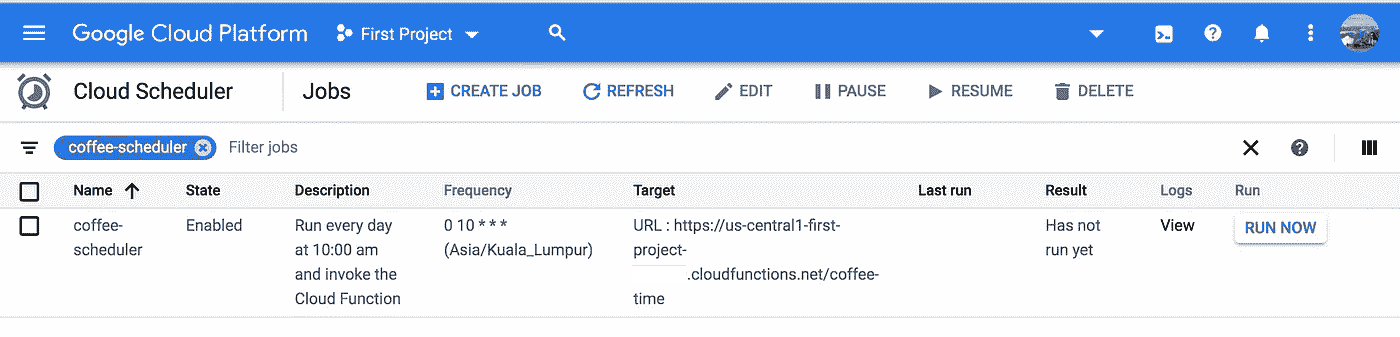 Google Cloud Platform First Project
Cloud Scheduler Jobs CREATE JOB REFRESH EDIT PAUSE RESUME DELETE
coffee-scheduler Filter jobs
Name State Description Frequency Target Last run Result Logs Run
coffee-
scheduler
Enabled
Run every day
at 10:00 am
and invoke the
Cloud Function
0 10 * * *
(Asia/Kuala_Lumpur)
URL : https://us-central1-first-
project-
.cloudfunctions.net/coffee-
time
Has not
run yet
View
RUN NOW